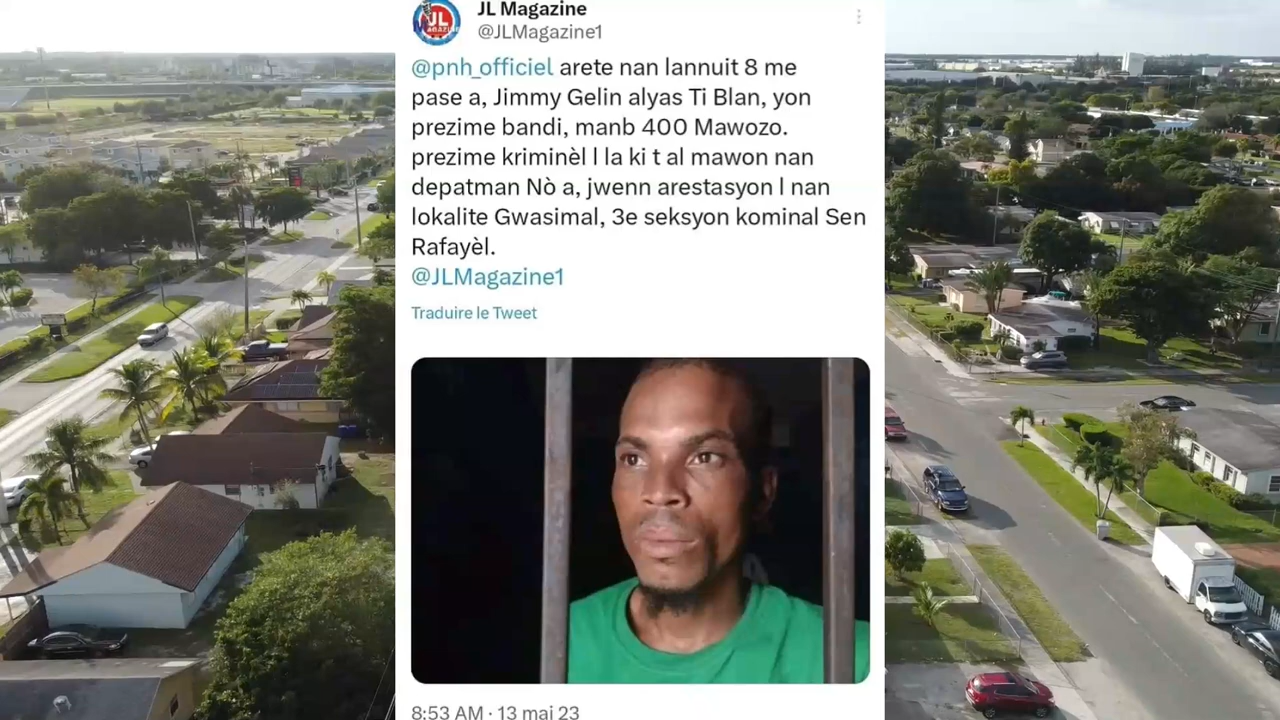 JL Magazine
@JLMagazine1
@pnh_officiel arete nan lannuit 8 me
pase a, Jimmy Gelin alyas Ti Blan, yon
prezime bandi, manb 400 Mawozo.
prezime kriminèl l la ki t al mawon nan
depatman Nò a, jwenn arestasyon l nan
lokalite Gwasimal, 3e seksyon kominal Sen
Rafayèl.
@JLMagazine1
Traduire le Tweet
8:53 AM · 13 mai 23